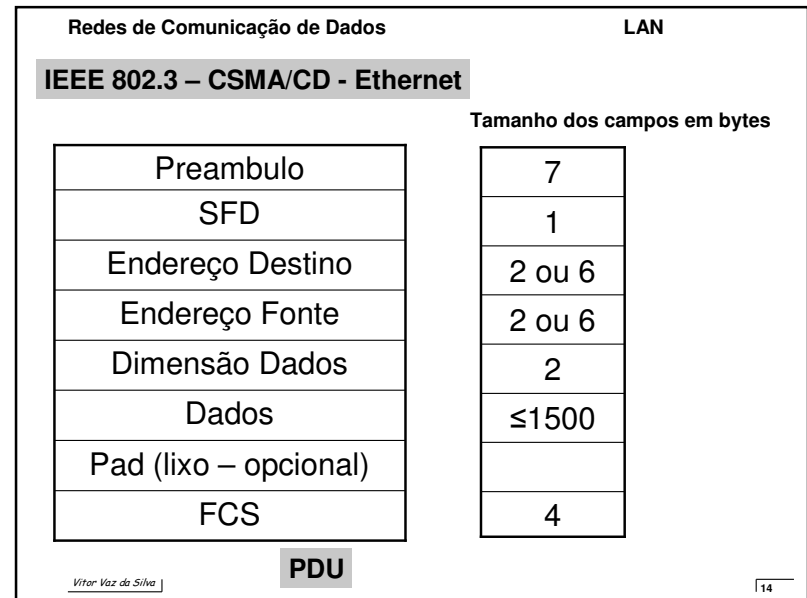 Redes de Comunicação de Dados LAN
IEEE 802.3 – CSMA/CD - Ethernet
Tamanho dos campos em bytes
Preambulo 7
SFD 1
Endereço Destino 2 ou 6
Endereço Fonte 2 ou 6
Dimensão Dados 2
Dados ≤1500
Pad (lixo – opcional)
FCS 4
PDU
Vitor Vaz da Silva 14